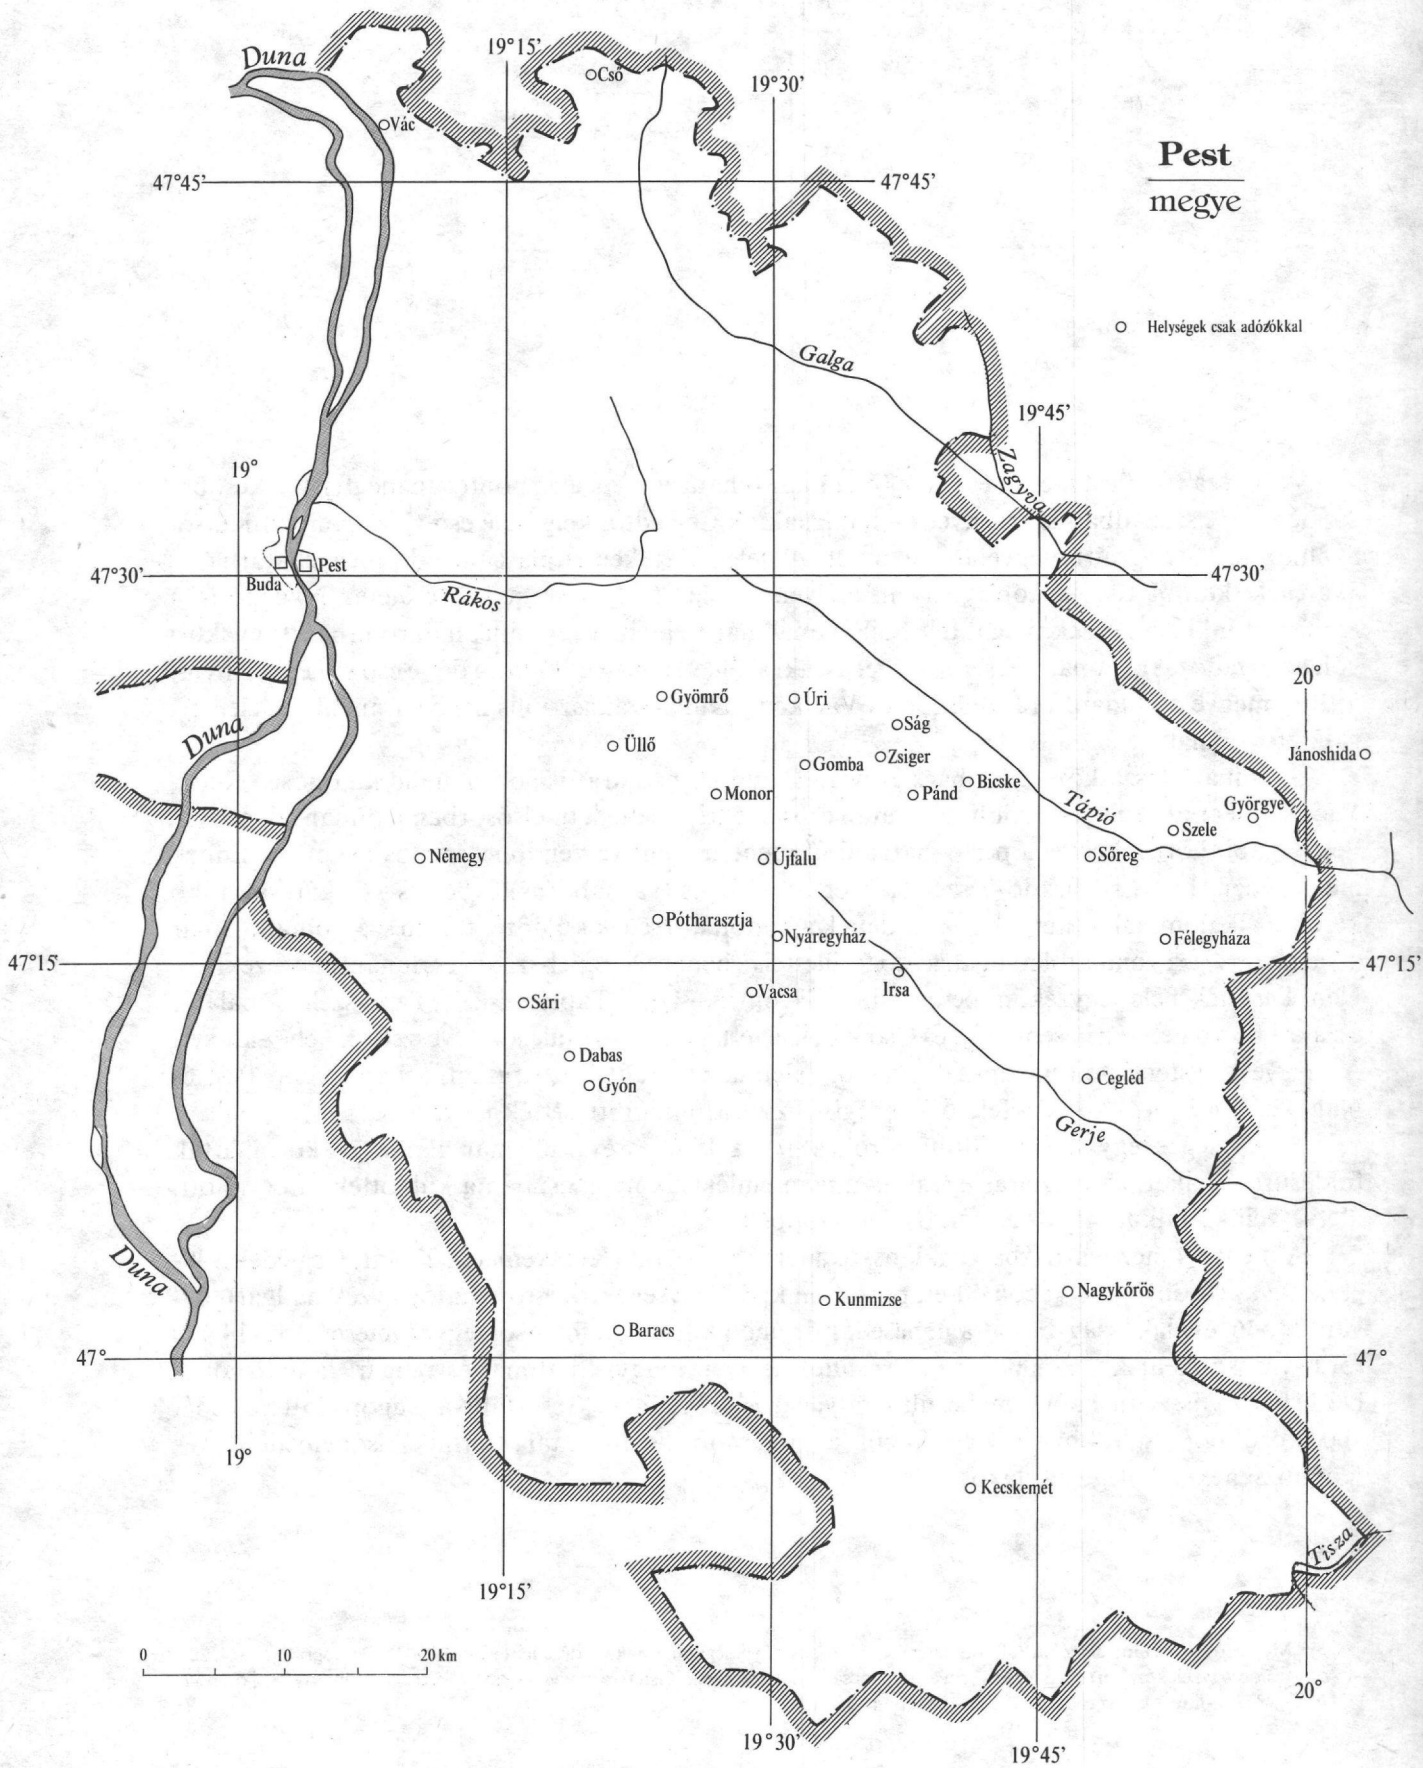 Duna
19°15'
Cső
19°30'
Vác
Pest
megye
47°45'
47°45'
Helységek csak adózókkal
Galga
19°45'
Zagyva
19°
Pest
Buda
47°30'
47°30'
Rákos
20°
Gyömrő
Úri
Ság
Duna
Üllő
Zsiger
Jánoshida
Gomba
Bicske
Monor
Pánd
Tápió
Györgye
Szele
Némegy
Újfalu
Sőreg
Pótharasztja
Nyáregyház
Félegyháza
47°15'
47°15'
Sári
Vacsa
Irsa
Dabas
Gyón
Cegléd
Gerje
Duna
Kunmizse
Nagykőrös
Baracs
47°
47°
19°
Kecskemét
Tisza
19°15'
0 10 20 km
20°
19°30'
19°45'